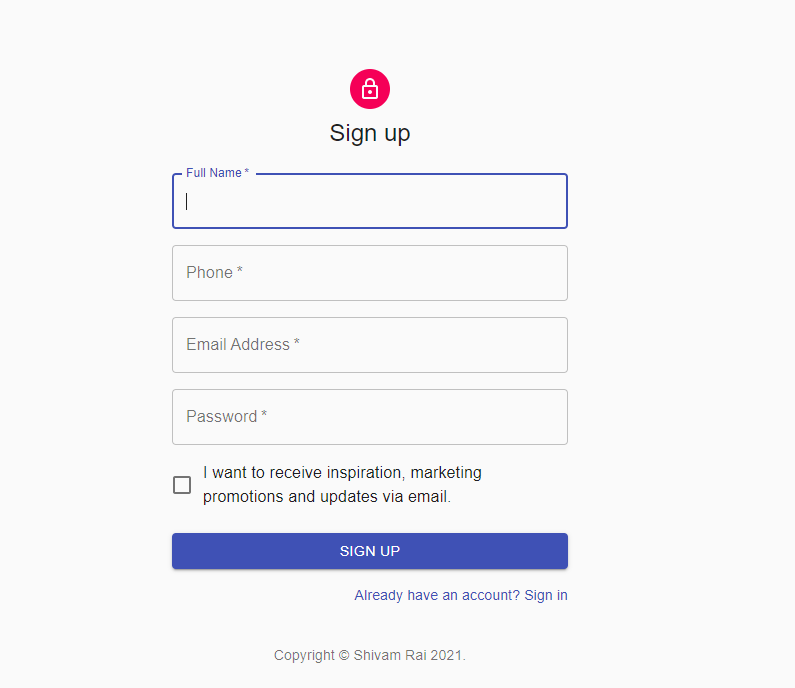 Sign up
Full Name *
Phone *
Email Address *
Password *
I want to receive inspiration, marketing
promotions and updates via email.
SIGN UP
Already have an account? Sign in
Copyright © Shivam Rai 2021.